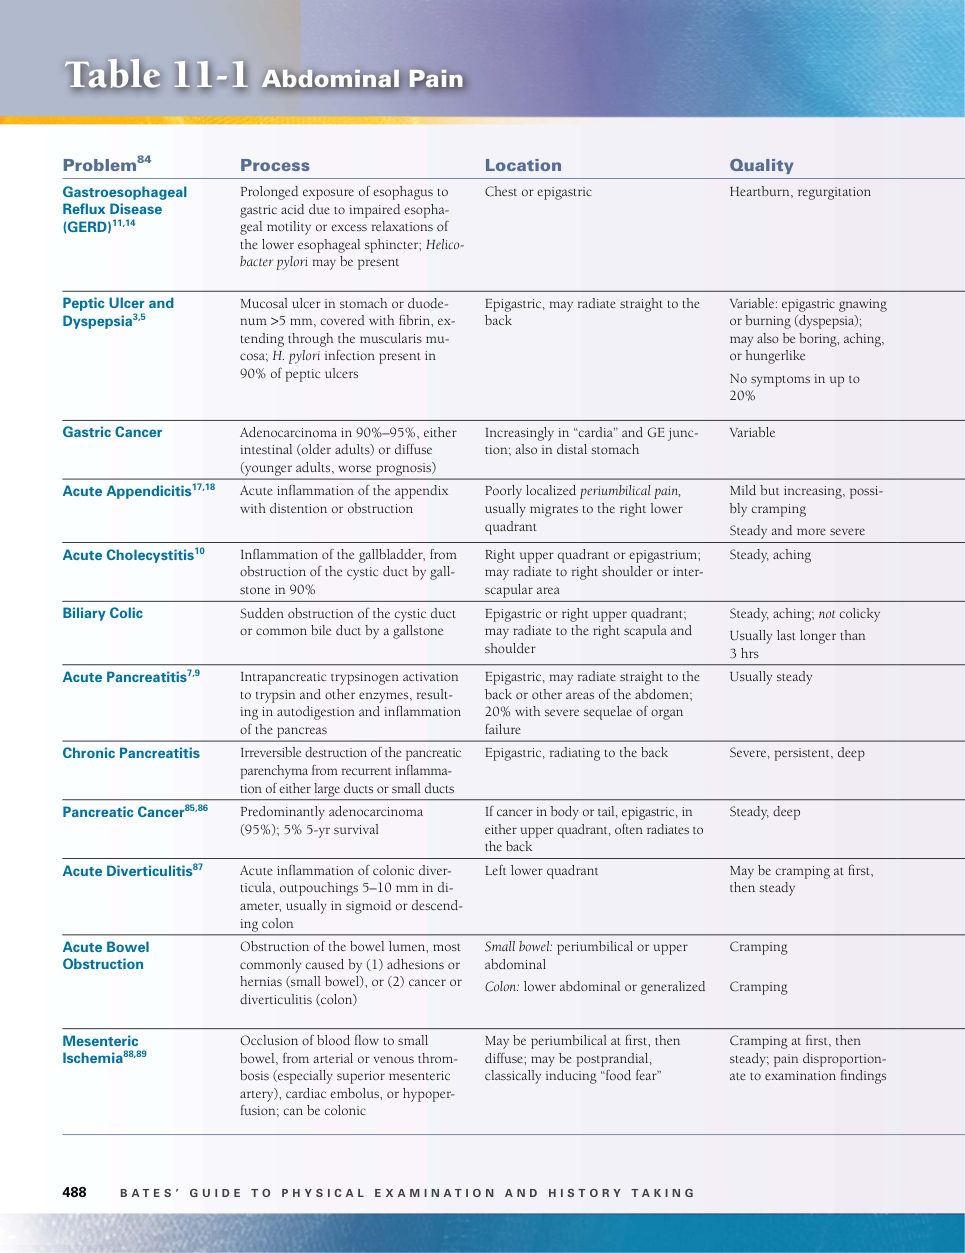 Table 11-1 Abdominal Pain
Problem84 Process Location Quality
Gastroesophageal
Reflux Disease
(GERD)11,14
Prolonged exposure of esophagus to
gastric acid due to impaired esopha-
geal motility or excess relaxations of
the lower esophageal sphincter; Helico-
bacter pylori may be present
Chest or epigastric
Heartburn, regurgitation
Peptic Ulcer and
Dyspepsia3,5
Mucosal ulcer in stomach or duode-
num >5 mm, covered with fibrin, ex-
tending through the muscularis mu-
cosa; H. pylori infection present in
90% of peptic ulcers
Epigastric, may radiate straight to the
back
Variable: epigastric gnawing
or burning (dyspepsia);
may also be boring, aching,
or hungerlike
No symptoms in up to
20%
Gastric Cancer
Adenocarcinoma in 90%–95%, either
intestinal (older adults) or diffuse
(younger adults, worse prognosis)
Increasingly in “cardia” and GE junc-
tion; also in distal stomach
Variable
Acute Appendicitis17,18
Acute inflammation of the appendix
with distention or obstruction
Poorly localized periumbilical pain,
usually migrates to the right lower
quadrant
Mild but increasing, possi-
bly cramping
Steady and more severe
Acute Cholecystitis10
Inflammation of the gallbladder, from
obstruction of the cystic duct by gall-
stone in 90%
Right upper quadrant or epigastrium;
may radiate to right shoulder or inter-
scapular area
Steady, aching
Biliary Colic
Sudden obstruction of the cystic duct
or common bile duct by a gallstone
Epigastric or right upper quadrant;
may radiate to the right scapula and
shoulder
Steady, aching; not colicky
Usually last longer than
3 hrs
Acute Pancreatitis7,9
Intrapancreatic trypsinogen activation
to trypsin and other enzymes, result-
ing in autodigestion and inflammation
of the pancreas
Epigastric, may radiate straight to the
back or other areas of the abdomen;
20% with severe sequelae of organ
failure
Usually steady
Chronic Pancreatitis
Irreversible destruction of the pancreatic
parenchyma from recurrent inflamma-
tion of either large ducts or small ducts
Epigastric, radiating to the back
Severe, persistent, deep
Pancreatic Cancer85,86
Predominantly adenocarcinoma
(95%); 5% 5-yr survival
If cancer in body or tail, epigastric, in
either upper quadrant, often radiates to
the back
Steady, deep
Acute Diverticulitis87
Acute inflammation of colonic diver-
ticula, outpouchings 5–10 mm in di-
ameter, usually in sigmoid or descend-
ing colon
Left lower quadrant
May be cramping at first,
then steady
Acute Bowel
Obstruction
Obstruction of the bowel lumen, most
commonly caused by (1) adhesions or
hernias (small bowel), or (2) cancer or
diverticulitis (colon)
Small bowel: periumbilical or upper
abdominal
Colon: lower abdominal or generalized
Cramping
Cramping
Mesenteric
Ischemia88,89
Occlusion of blood flow to small
bowel, from arterial or venous throm-
bosis (especially superior mesenteric
artery), cardiac embolus, or hypoper-
fusion; can be colonic
May be periumbilical at first, then
diffuse; may be postprandial,
classically inducing “food fear”
Cramping at first, then
steady; pain disproportion-
ate to examination findings
488 BATES’ GUIDE TO PHYSICAL EXAMINATION AND HISTORY TAKING